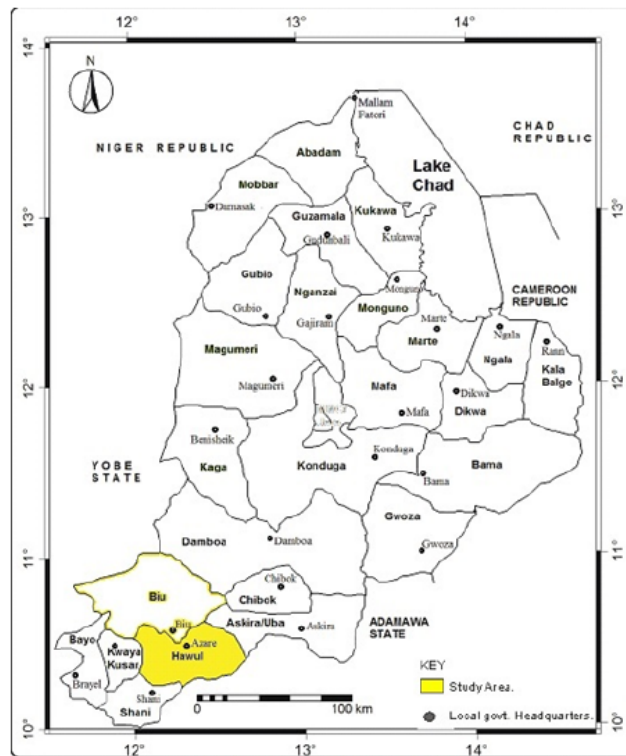 12°
13°
14°
14°
14°
N
Mallam
Fatori
CHAD
REPUBLIC
NIGER REPUBLIC
Abadam
Lake
Chad
Mobbar
Damasak
Guzamala
Kukawa
13°
13°
Gudumbali
Kukawa
Gubio
Nganzai
Monguno
Monguno
CAMEROON
REPUBLIC
Gubio
Gajiram
Marte
Marte
Ngala
Ngala
Rann
Kala
Balge
Magumeri
Magumeri
12°
12°
Mafa
Mafa
Dikwa
Dikwa
Benisheik
Kaga
YOBE
STATE
Konduga
Konduga
Bama
Bama
Gwoza
Gwoza
Damboa
Damboa
11°
11°
Chibok
Chibok
Biu
Biu
Askira/Uba
Askira
ADAMAWA
STATE
Bayo
Kwaya
Kusar
Azare
Hawul
Brayel
Shani
Shani
KEY
Study Area.
Local govt. Headquarters.
0
100 km
10°
10°
12°
13°
14°